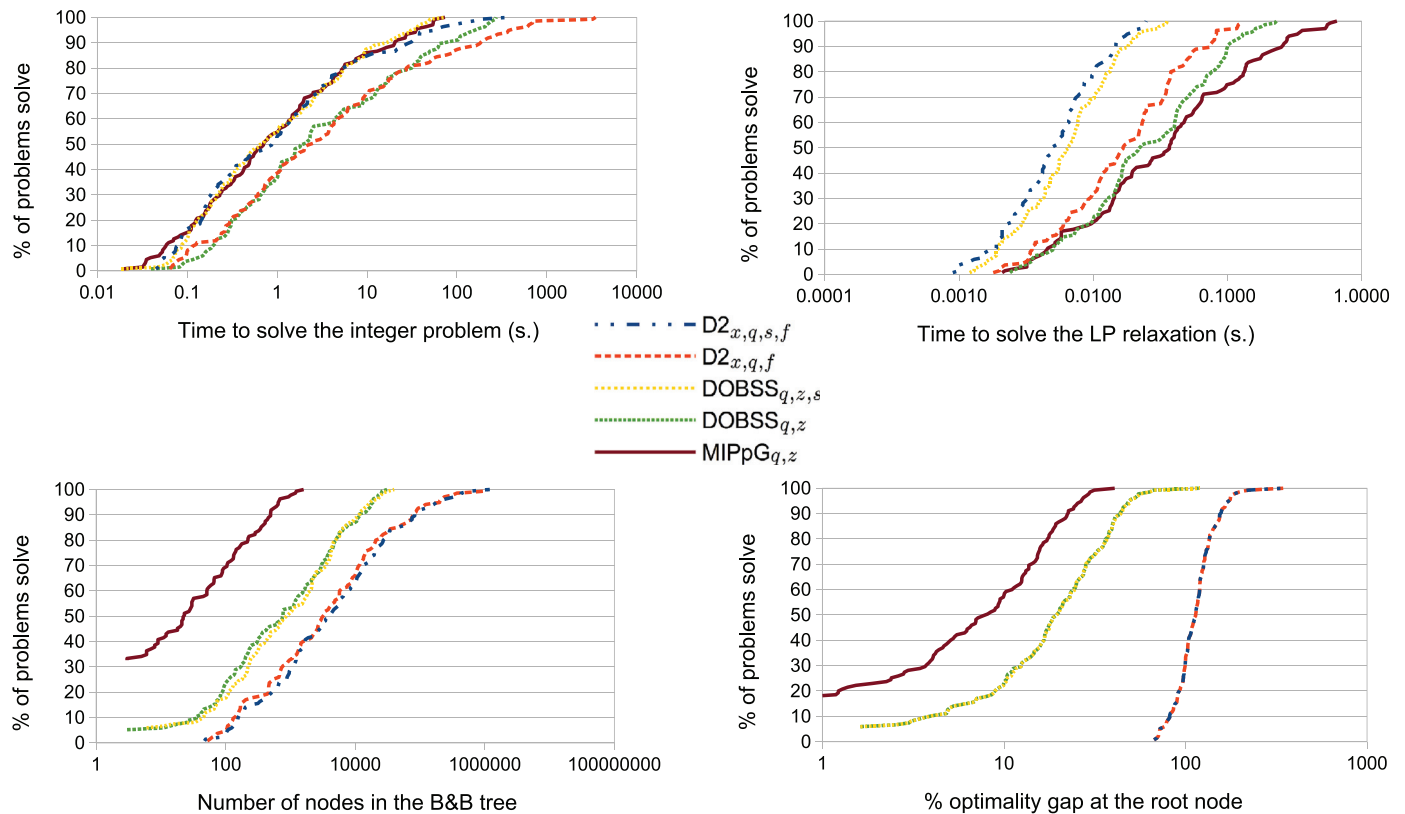 % of problems solve
100
90
80
70
60
50
40
30
20
10
0
0.01 0.1 1 10 100 1000 10000
Time to solve the integer problem (s.)
% of problems solve
100
90
80
70
60
50
40
30
20
10
0
0.0001 0.0010 0.0100 0.1000 1.0000
Time to solve the LP relaxation (s.)
D2x,q,s,f
D2x,q,f
DOBSSq,z,s
DOBSSq,z
MIPpGq,z
% of problems solve
100
90
80
70
60
50
40
30
20
10
0
1 100 10000 1000000 100000000
Number of nodes in the B&B tree
% of problems solve
100
90
80
70
60
50
40
30
20
10
0
1 10 100 1000
% optimality gap at the root node